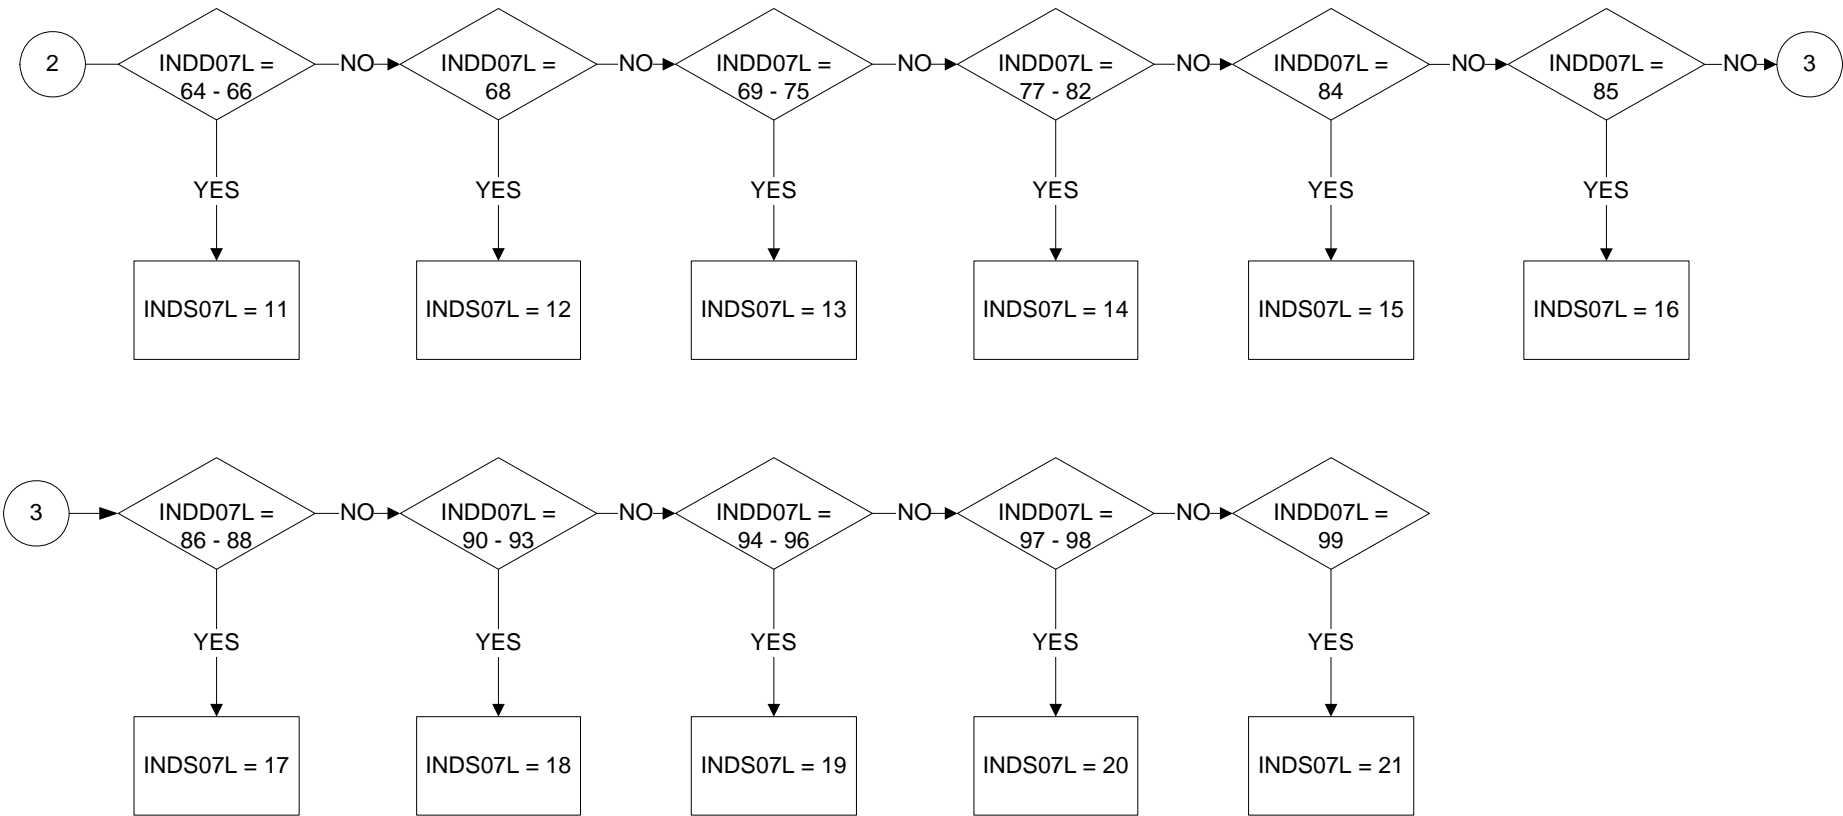 2
INDD07L =
64 - 66
NO
INDD07L =
68
NO
INDD07L =
69 - 75
NO
INDD07L =
77 - 82
NO
INDD07L =
84
NO
INDD07L =
85
NO
3
YES
YES
YES
YES
YES
YES
INDS07L = 11
INDS07L = 12
INDS07L = 13
INDS07L = 14
INDS07L = 15
INDS07L = 16
3
INDD07L =
86 - 88
NO
INDD07L =
90 - 93
NO
INDD07L =
94 - 96
NO
INDD07L =
97 - 98
NO
INDD07L =
99
YES
YES
YES
YES
YES
INDS07L = 17
INDS07L = 18
INDS07L = 19
INDS07L = 20
INDS07L = 21